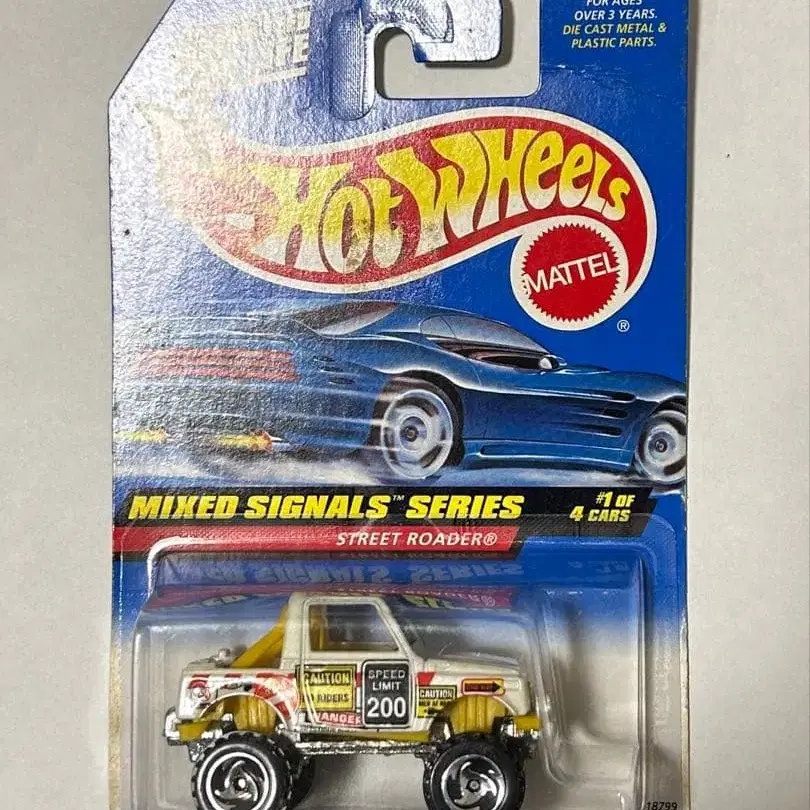 FOR AGES
OVER 3 YEARS.
DIE CAST METAL &
PLASTIC PARTS.
HOT WHEELS
MATTEL
®
MIXED SIGNALS™ SERIES
#1 OF
4 CARS
STREET ROADER®
CAUTION
RIDERS
SPEED
LIMIT
200
CAUTION
DANGER
18799